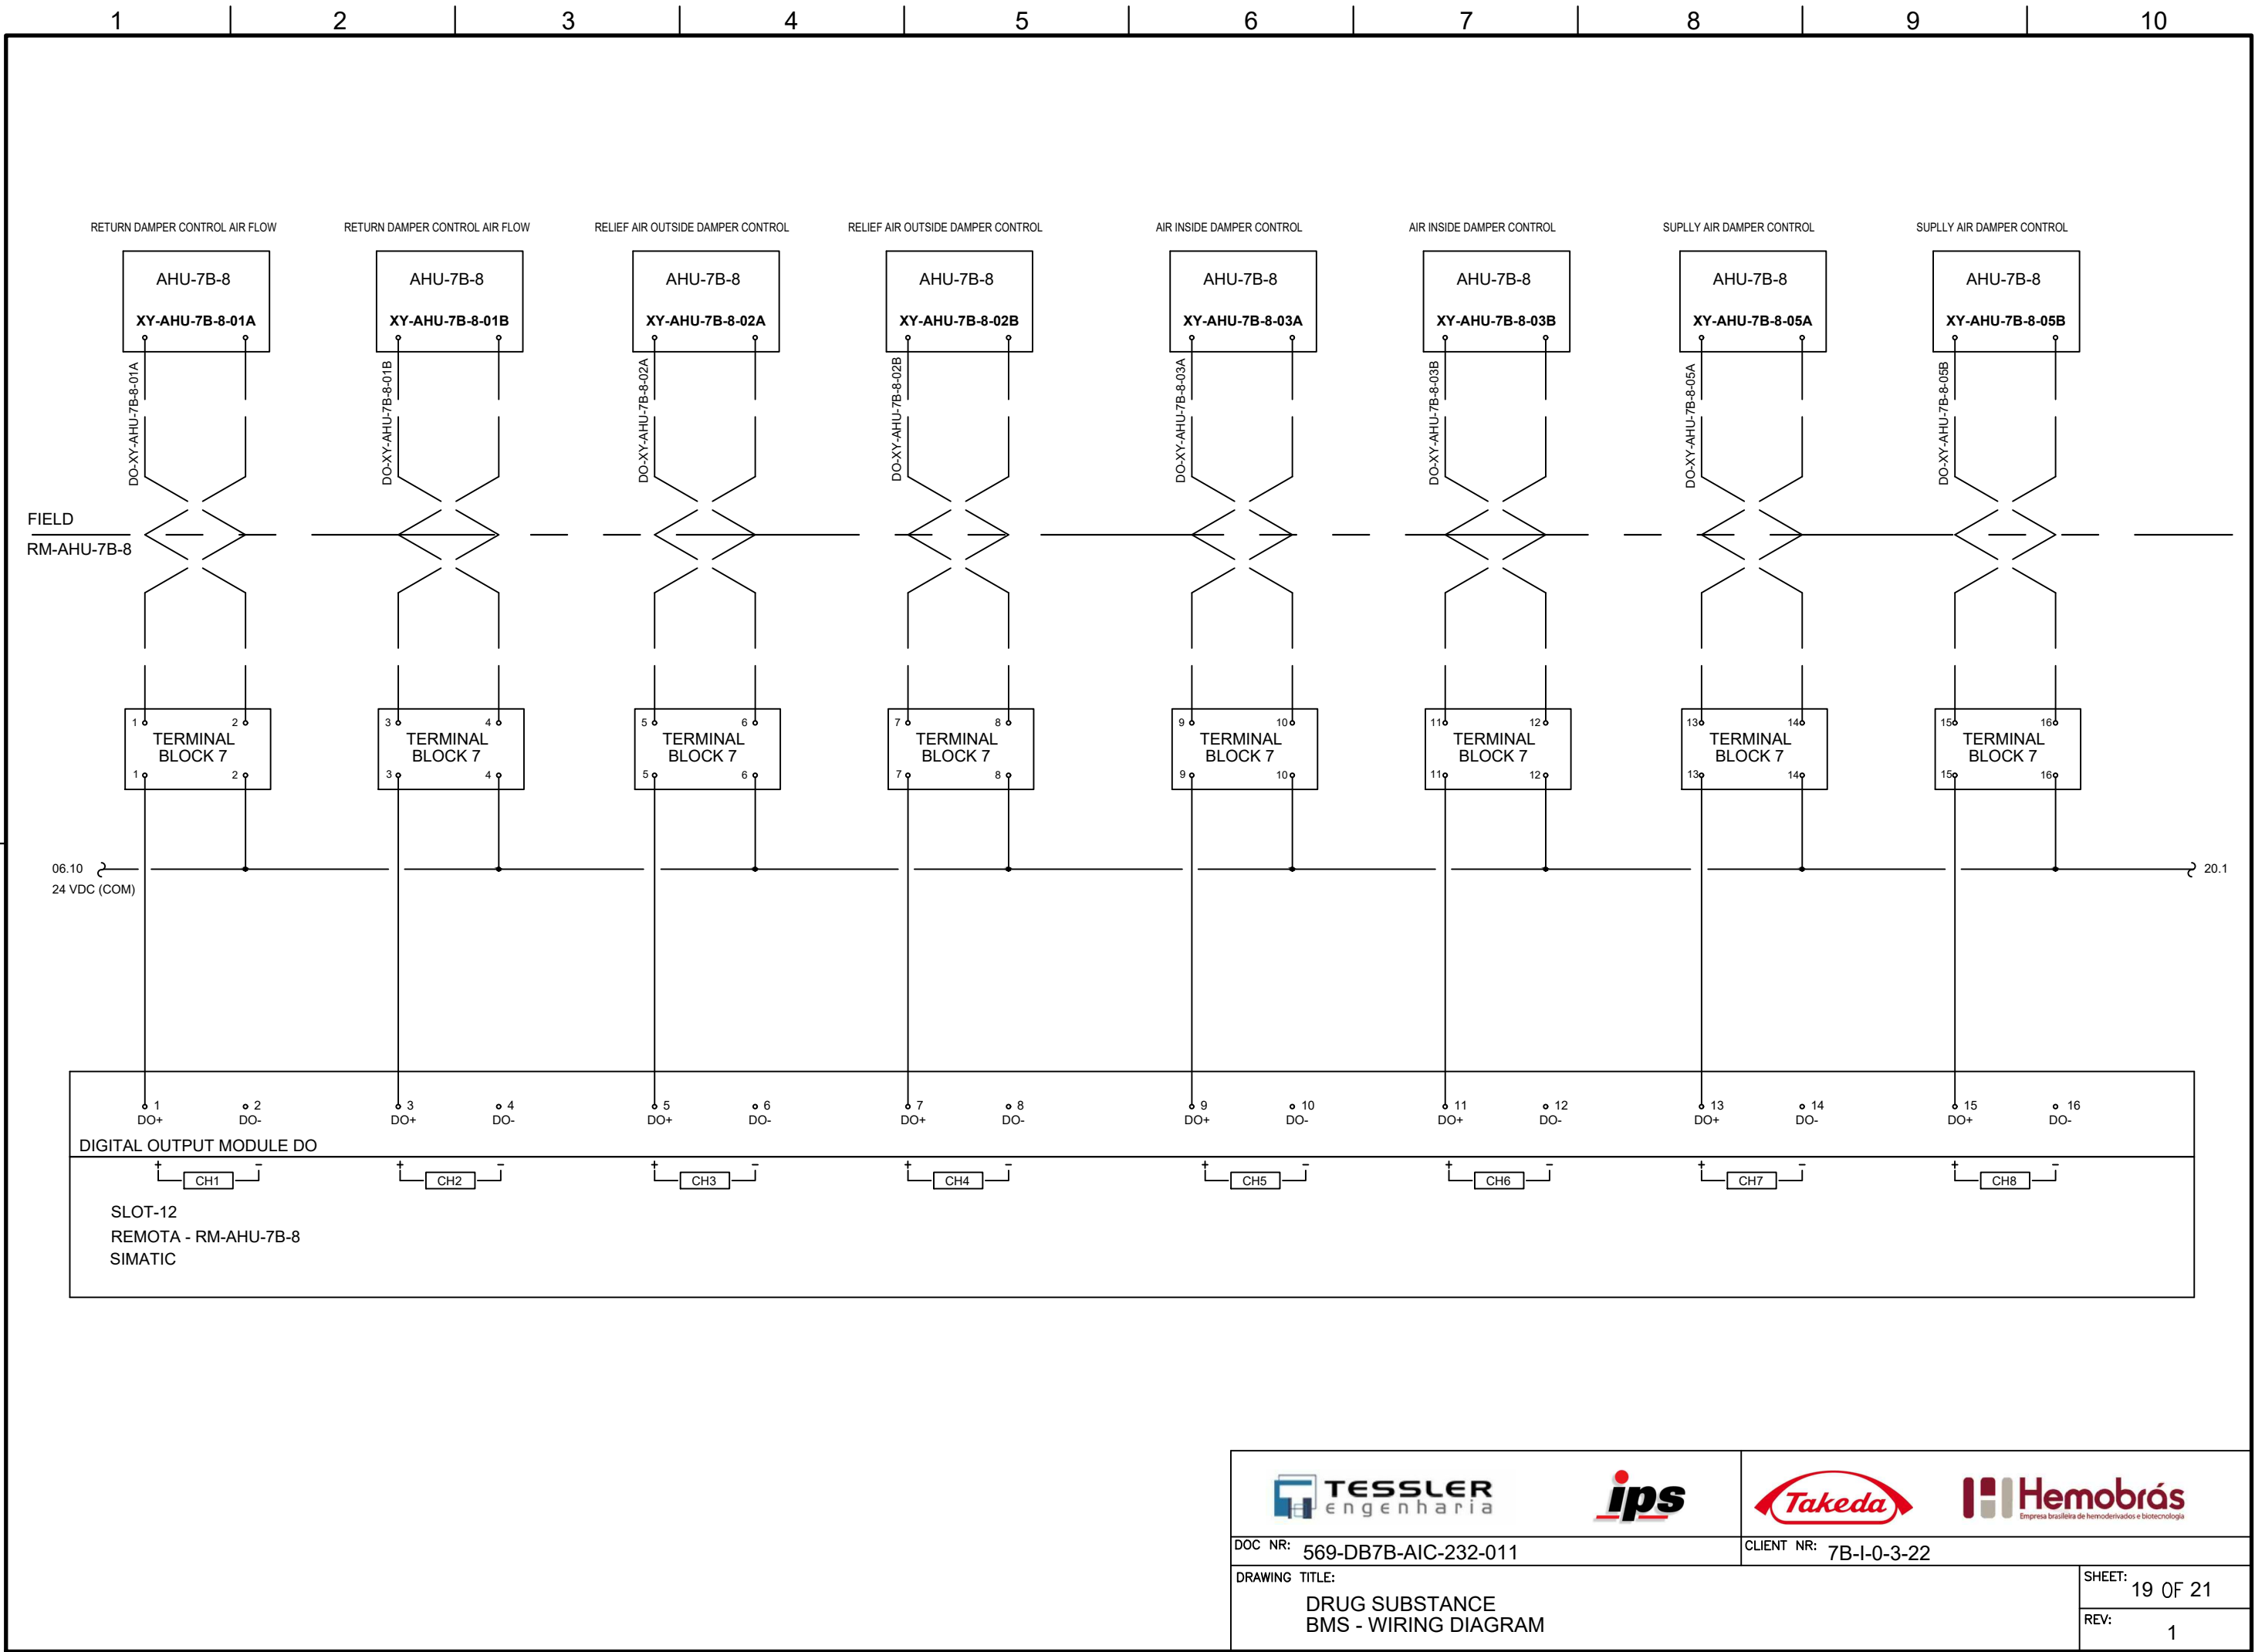 1 2 3 4 5 6 7 8 9 10
RETURN DAMPER CONTROL AIR FLOW
RETURN DAMPER CONTROL AIR FLOW
RELIEF AIR OUTSIDE DAMPER CONTROL
RELIEF AIR OUTSIDE DAMPER CONTROL
AIR INSIDE DAMPER CONTROL
AIR INSIDE DAMPER CONTROL
SUPLLY AIR DAMPER CONTROL
SUPLLY AIR DAMPER CONTROL
AHU-7B-8
XY-AHU-7B-8-01A
AHU-7B-8
XY-AHU-7B-8-01B
AHU-7B-8
XY-AHU-7B-8-02A
AHU-7B-8
XY-AHU-7B-8-02B
AHU-7B-8
XY-AHU-7B-8-03A
AHU-7B-8
XY-AHU-7B-8-03B
AHU-7B-8
XY-AHU-7B-8-05A
AHU-7B-8
XY-AHU-7B-8-05B
DO-XY-AHU-7B-8-01A
DO-XY-AHU-7B-8-01B
DO-XY-AHU-7B-8-02A
DO-XY-AHU-7B-8-02B
DO-XY-AHU-7B-8-03A
DO-XY-AHU-7B-8-03B
DO-XY-AHU-7B-8-05A
DO-XY-AHU-7B-8-05B
FIELD
RM-AHU-7B-8
1 2
TERMINAL
BLOCK 7
1 2
3 4
TERMINAL
BLOCK 7
3 4
5 6
TERMINAL
BLOCK 7
5 6
7 8
TERMINAL
BLOCK 7
7 8
9 10
TERMINAL
BLOCK 7
9 10
11 12
TERMINAL
BLOCK 7
11 12
13 14
TERMINAL
BLOCK 7
13 14
15 16
TERMINAL
BLOCK 7
15 16
06.10
24 VDC (COM)
20.1
1 2 3 4 5 6 7 8 9 10 11 12 13 14 15 16
DO+ DO- DO+ DO- DO+ DO- DO+ DO- DO+ DO- DO+ DO- DO+ DO- DO+ DO-
DIGITAL OUTPUT MODULE DO
+ - + - + - + - + - + - + - + -
CH1 CH2 CH3 CH4 CH5 CH6 CH7 CH8
SLOT-12
REMOTA - RM-AHU-7B-8
SIMATIC
TESSLER
engenharia
ips
Takeda
Hemobrás
Empresa brasileira de hemoderivados e biotecnologia
DOC NR: 569-DB7B-AIC-232-011
CLIENT NR: 7B-I-0-3-22
DRAWING TITLE:
DRUG SUBSTANCE
BMS - WIRING DIAGRAM
SHEET: 19 OF 21
REV: 1